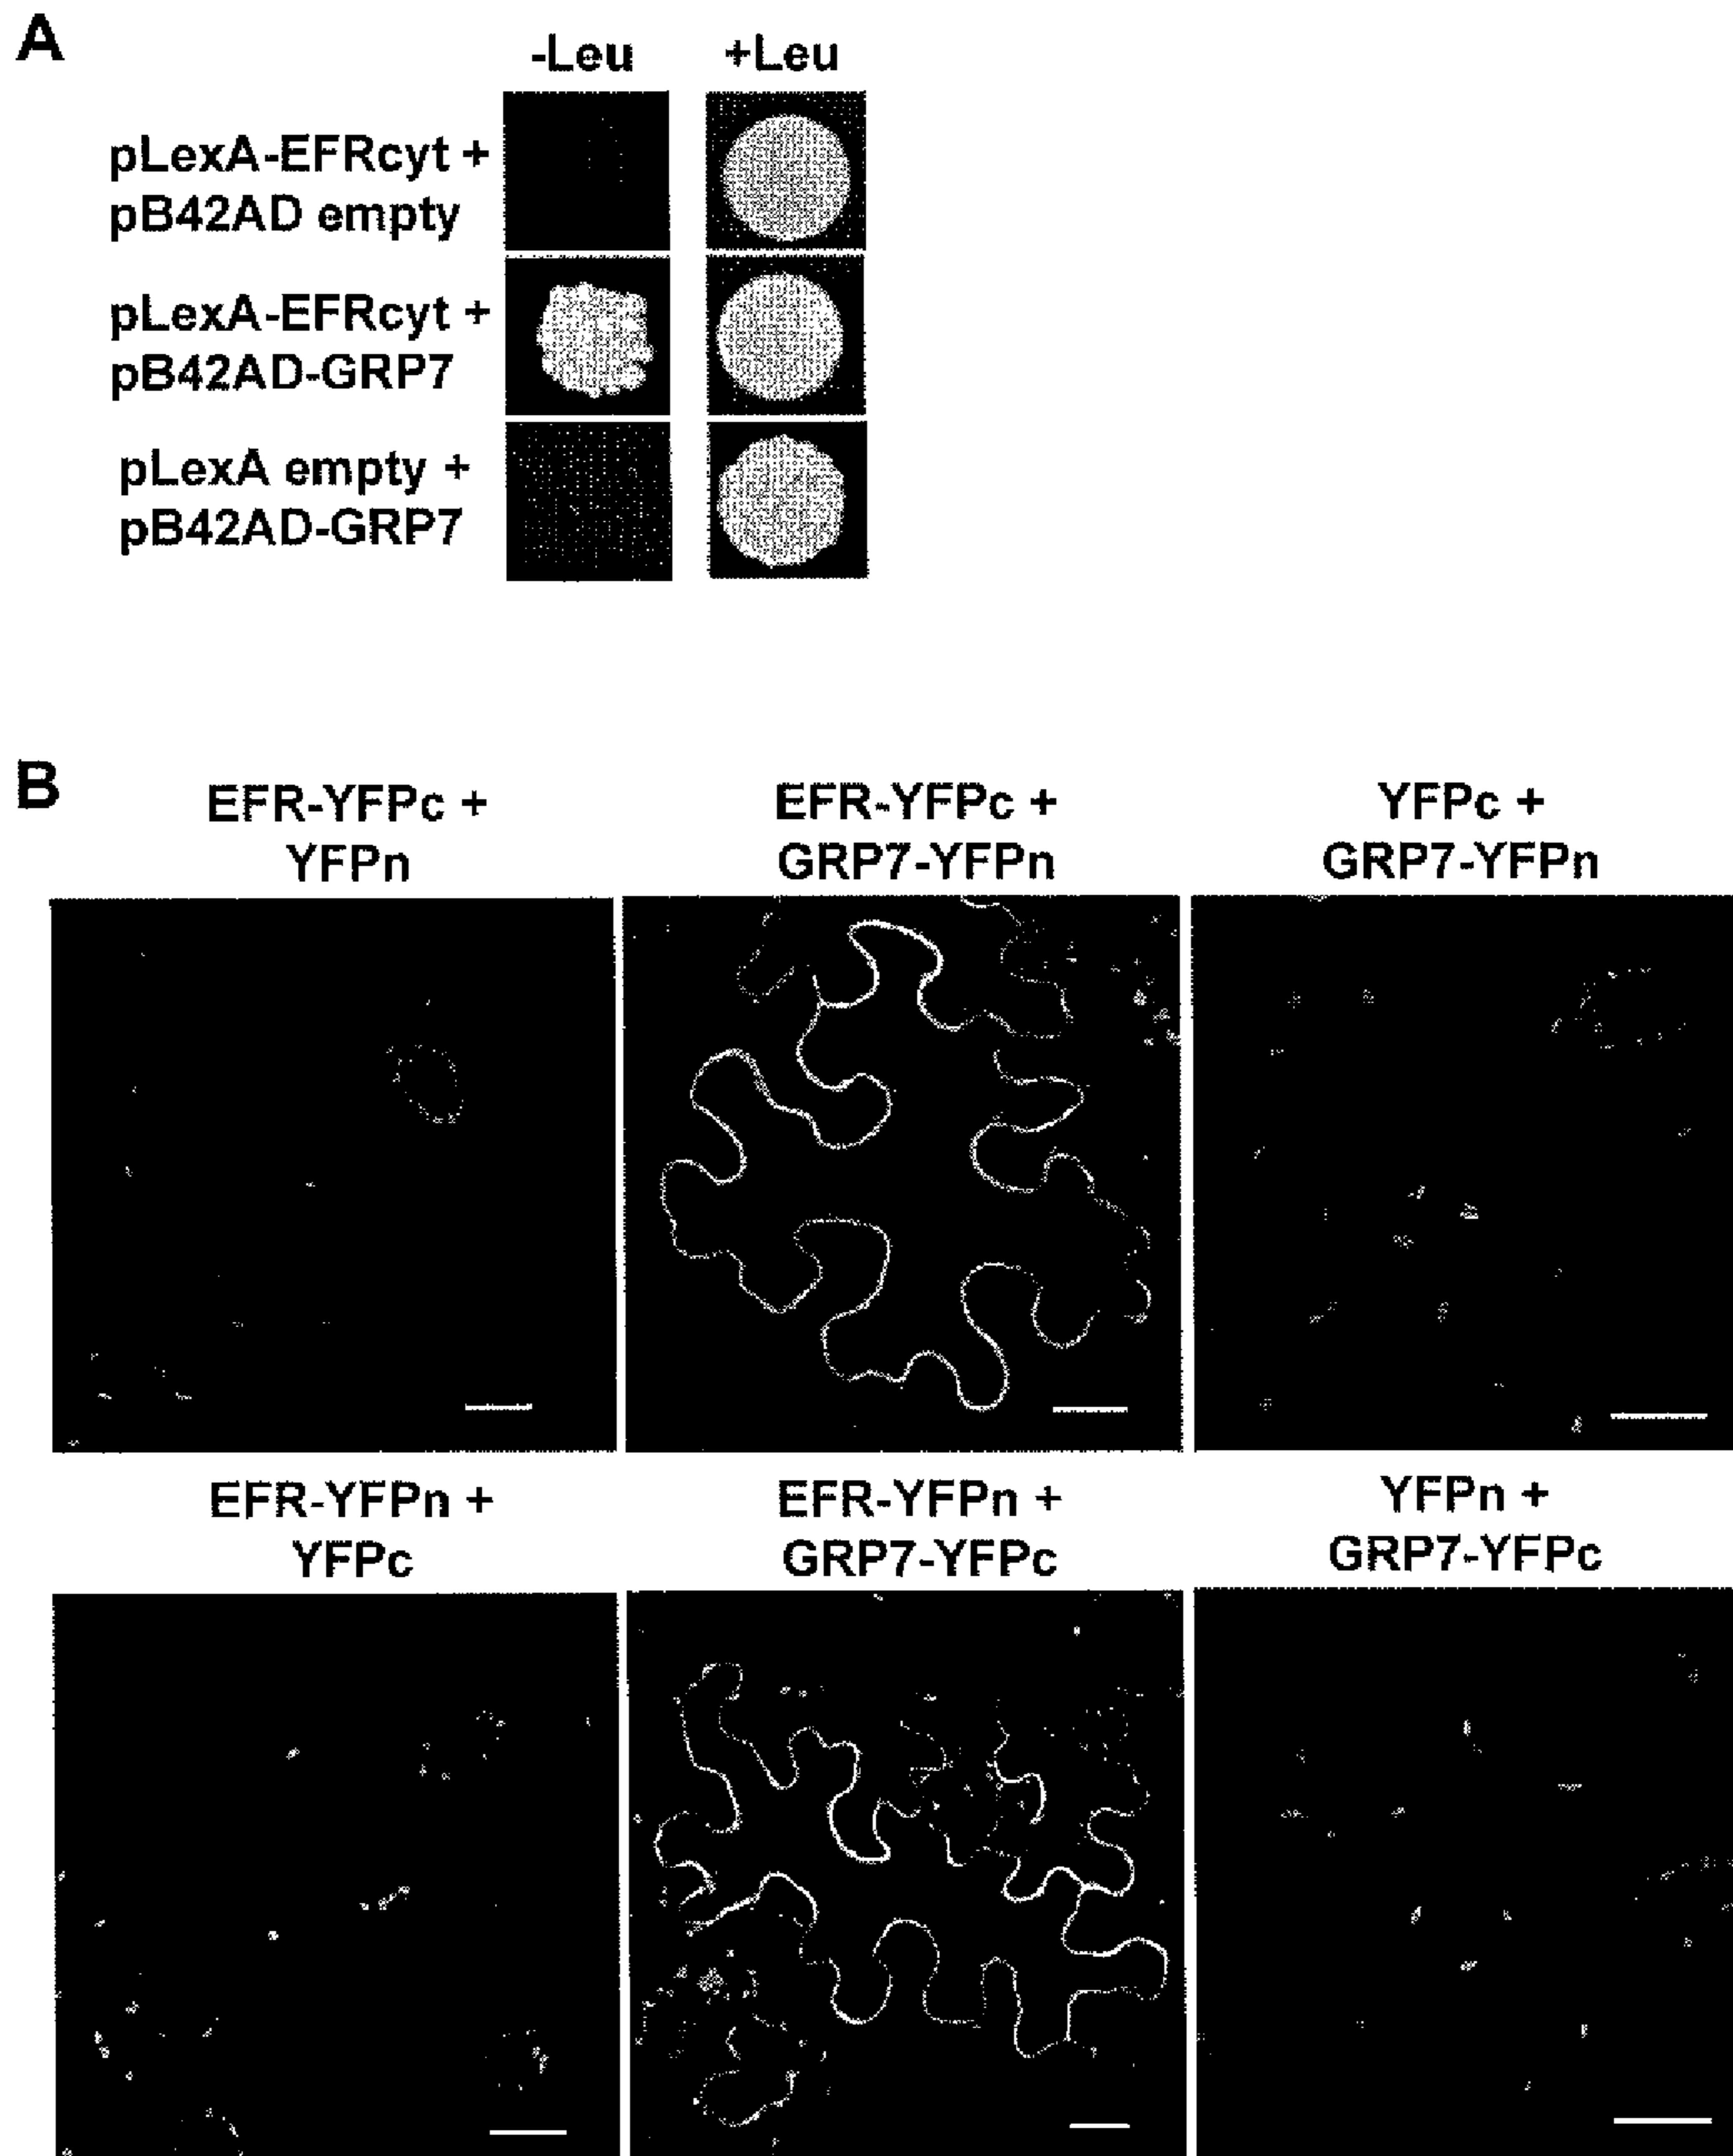 A
-Leu +Leu
pLexA-EFRcyt +
pB42AD empty
pLexA-EFRcyt +
pB42AD-GRP7
pLexA empty +
pB42AD-GRP7
B
EFR-YFPc +
YFPn
EFR-YFPc +
GRP7-YFPn
YFPc +
GRP7-YFPn
EFR-YFPn +
YFPc
EFR-YFPn +
GRP7-YFPc
YFPn +
GRP7-YFPc